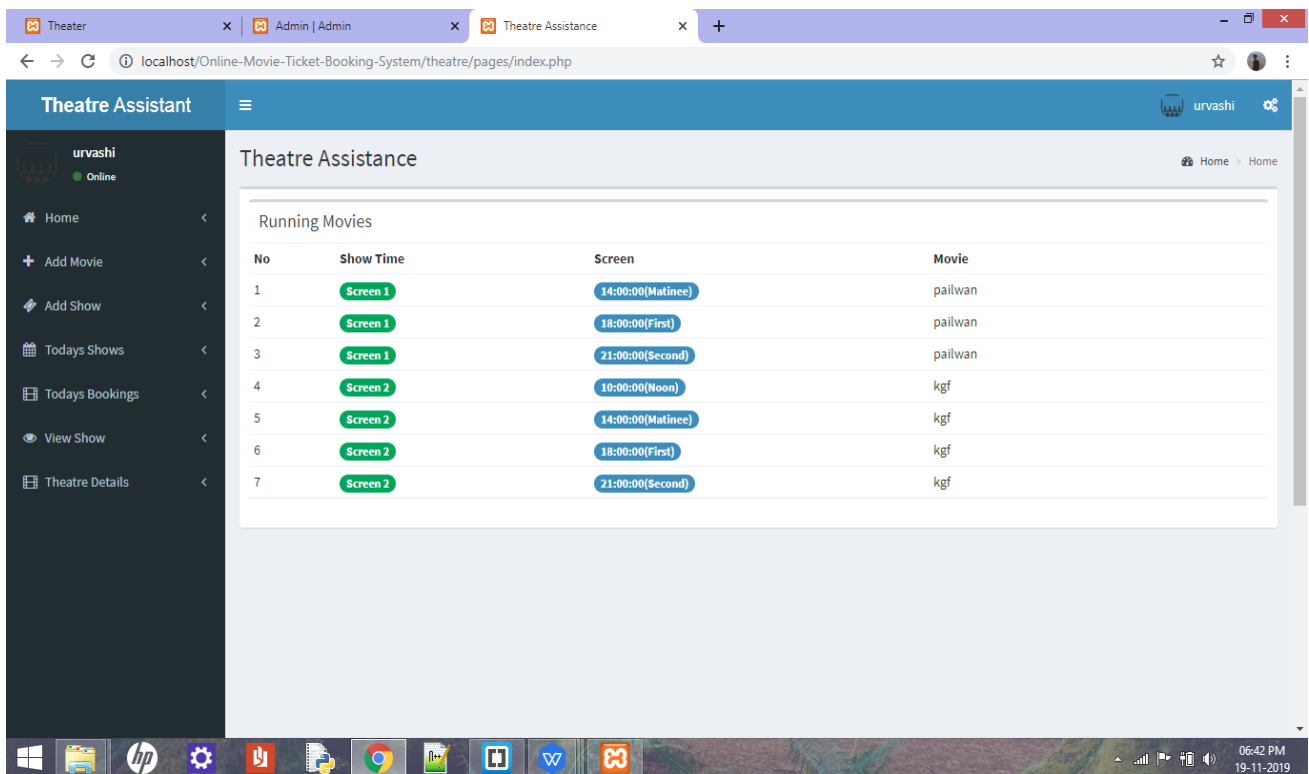 Theater
Admin | Admin
Theatre Assistance
localhost/Online-Movie-Ticket-Booking-System/theatre/pages/index.php
Theatre Assistant
urvashi
urvashi
Online
Home
Add Movie
Add Show
Todays Shows
Todays Bookings
View Show
Theatre Details
Theatre Assistance
Home > Home
Running Movies
No Show Time Screen Movie
1 Screen 1 14:00:00(Matinee) pailwan
2 Screen 1 18:00:00(First) pailwan
3 Screen 1 21:00:00(Second) pailwan
4 Screen 2 10:00:00(Noon) kgf
5 Screen 2 14:00:00(Matinee) kgf
6 Screen 2 18:00:00(First) kgf
7 Screen 2 21:00:00(Second) kgf
hp
06:42 PM
19-11-2019